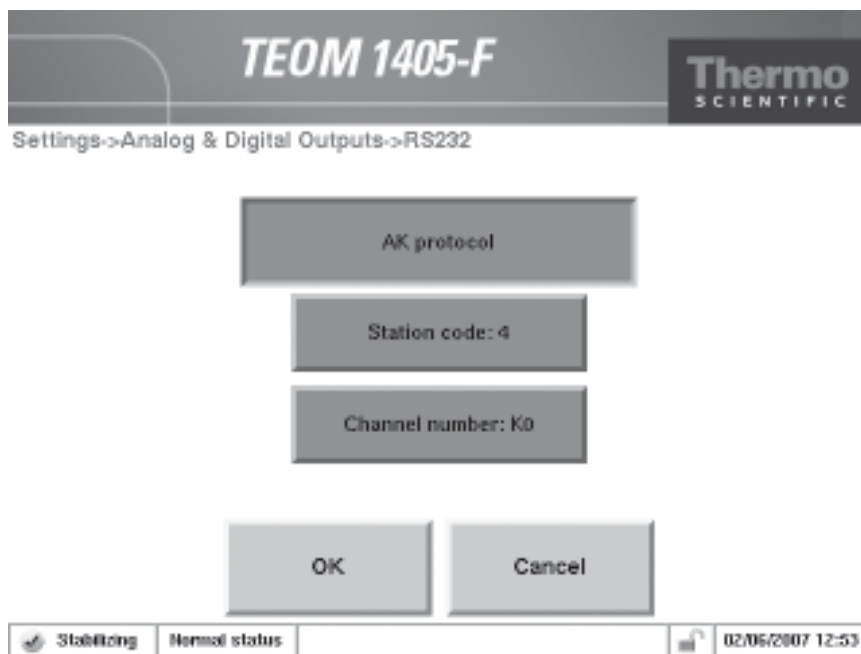 TEOM 1405-F
Thermo
SCIENTIFIC
Settings->Analog & Digital Outputs->RS232
AK protocol
Station code: 4
Channel number: K0
OK
Cancel
Stabilizing
Normal status
02/06/2007 12:53